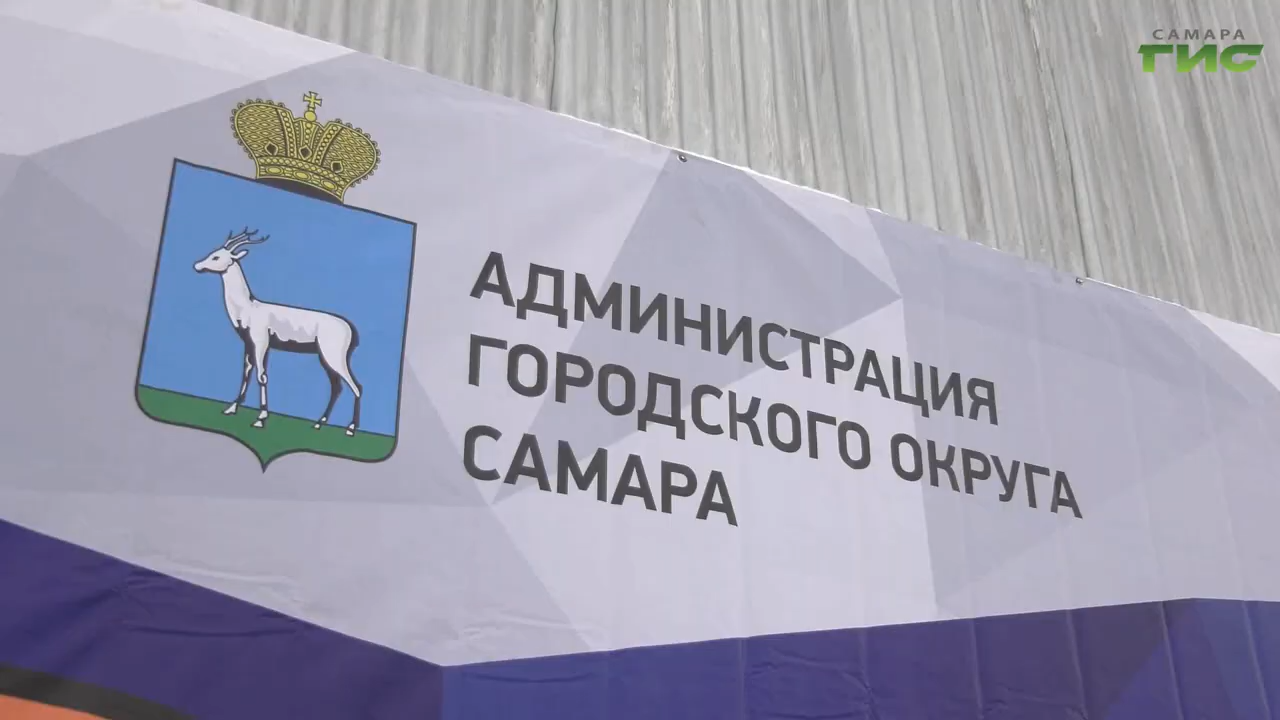 САМАРА
ГИС
АДМИНИСТРАЦИЯ
ГОРОДСКОГО ОКРУГА
САМАРА